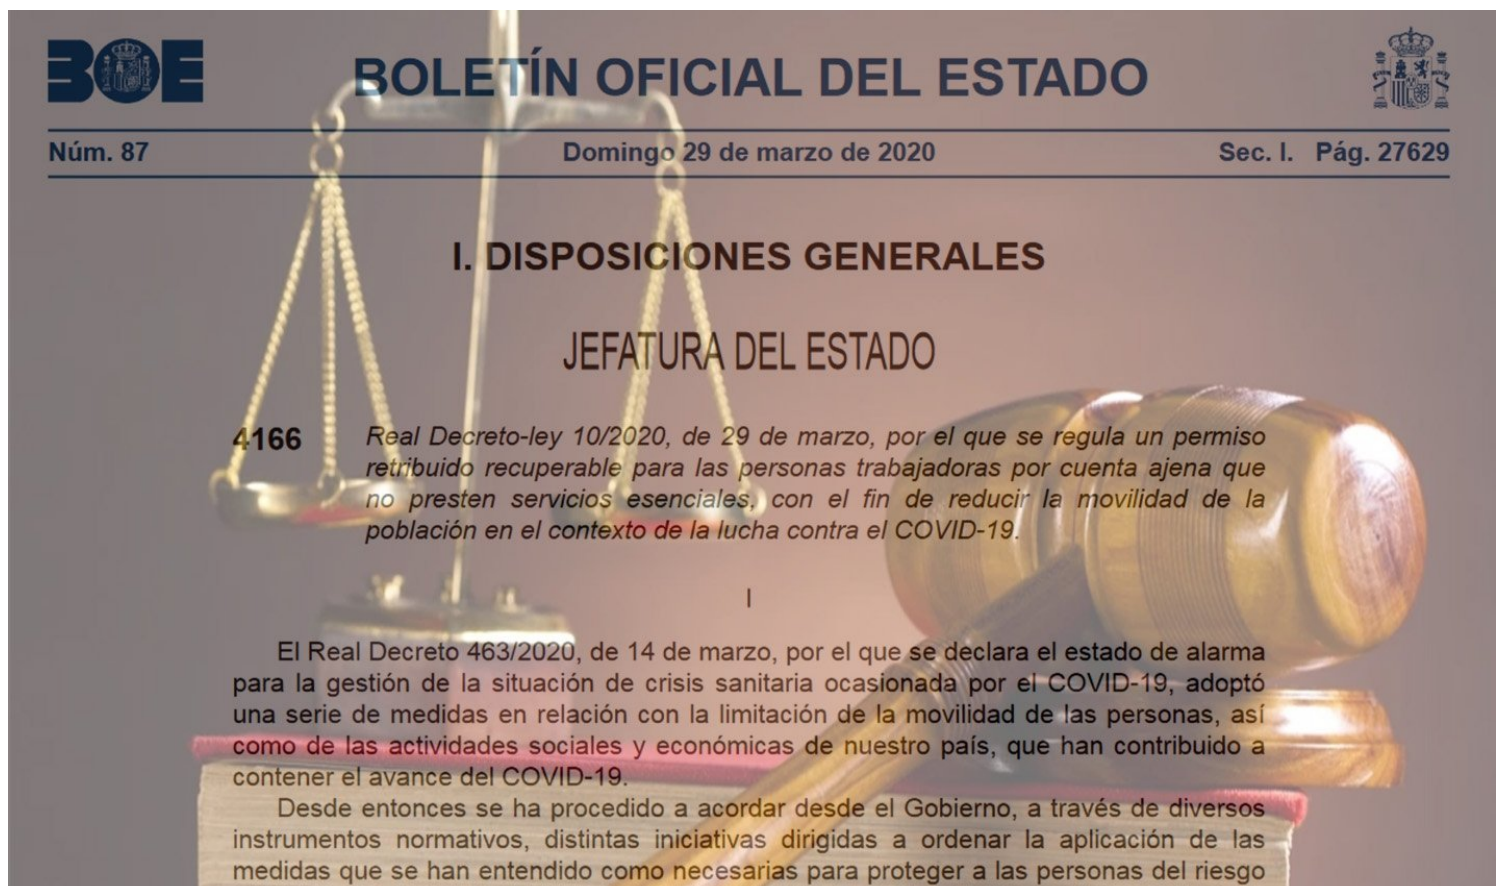 BOE
BOLETÍN OFICIAL DEL ESTADO
Núm. 87 Domingo 29 de marzo de 2020 Sec. I. Pág. 27629
I. DISPOSICIONES GENERALES
JEFATURA DEL ESTADO
4166 Real Decreto-ley 10/2020, de 29 de marzo, por el que se regula un permiso
retribuido recuperable para las personas trabajadoras por cuenta ajena que
no presten servicios esenciales, con el fin de reducir la movilidad de la
población en el contexto de la lucha contra el COVID-19.
I
El Real Decreto 463/2020, de 14 de marzo, por el que se declara el estado de alarma
para la gestión de la situación de crisis sanitaria ocasionada por el COVID-19, adoptó
una serie de medidas en relación con la limitación de la movilidad de las personas, así
como de las actividades sociales y económicas de nuestro país, que han contribuido a
contener el avance del COVID-19.
Desde entonces se ha procedido a acordar desde el Gobierno, a través de diversos
instrumentos normativos, distintas iniciativas dirigidas a ordenar la aplicación de las
medidas que se han entendido como necesarias para proteger a las personas del riesgo